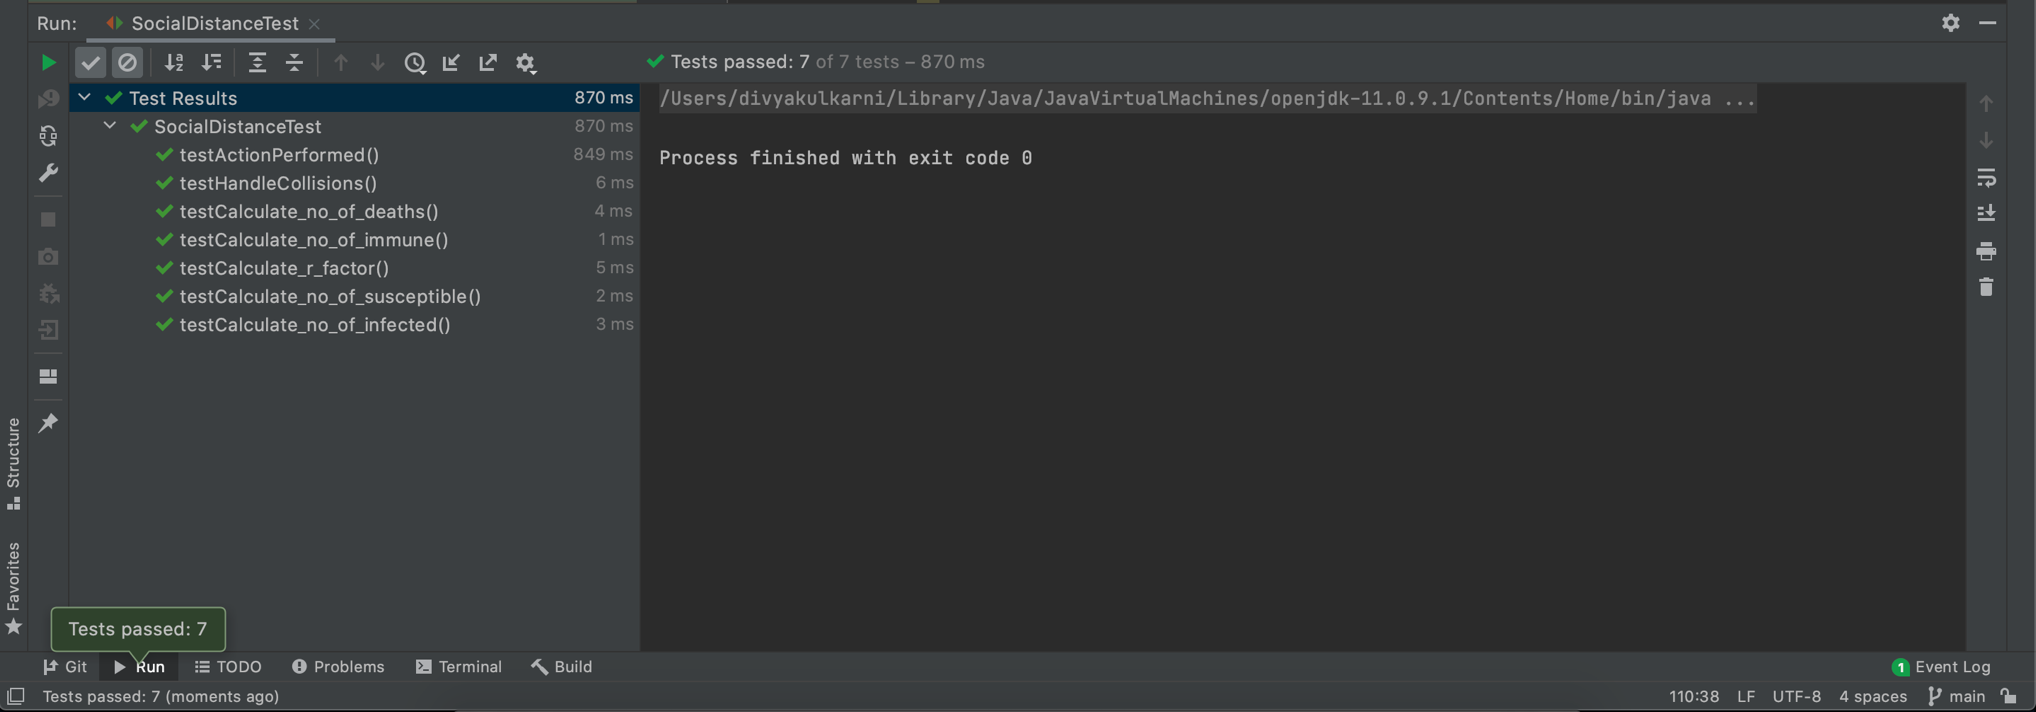 Run: SocialDistanceTest
Tests passed: 7 of 7 tests – 870 ms
Test Results 870 ms
SocialDistanceTest 870 ms
testActionPerformed() 849 ms
testHandleCollisions() 6 ms
testCalculate_no_of_deaths() 4 ms
testCalculate_no_of_immune() 1 ms
testCalculate_r_factor() 5 ms
testCalculate_no_of_susceptible() 2 ms
testCalculate_no_of_infected() 3 ms
/Users/divyakulkarni/Library/Java/JavaVirtualMachines/openjdk-11.0.9.1/Contents/Home/bin/java ...
Process finished with exit code 0
Structure
Favorites
Tests passed: 7
Git Run TODO Problems Terminal Build 1 Event Log
Tests passed: 7 (moments ago) 110:38 LF UTF-8 4 spaces main